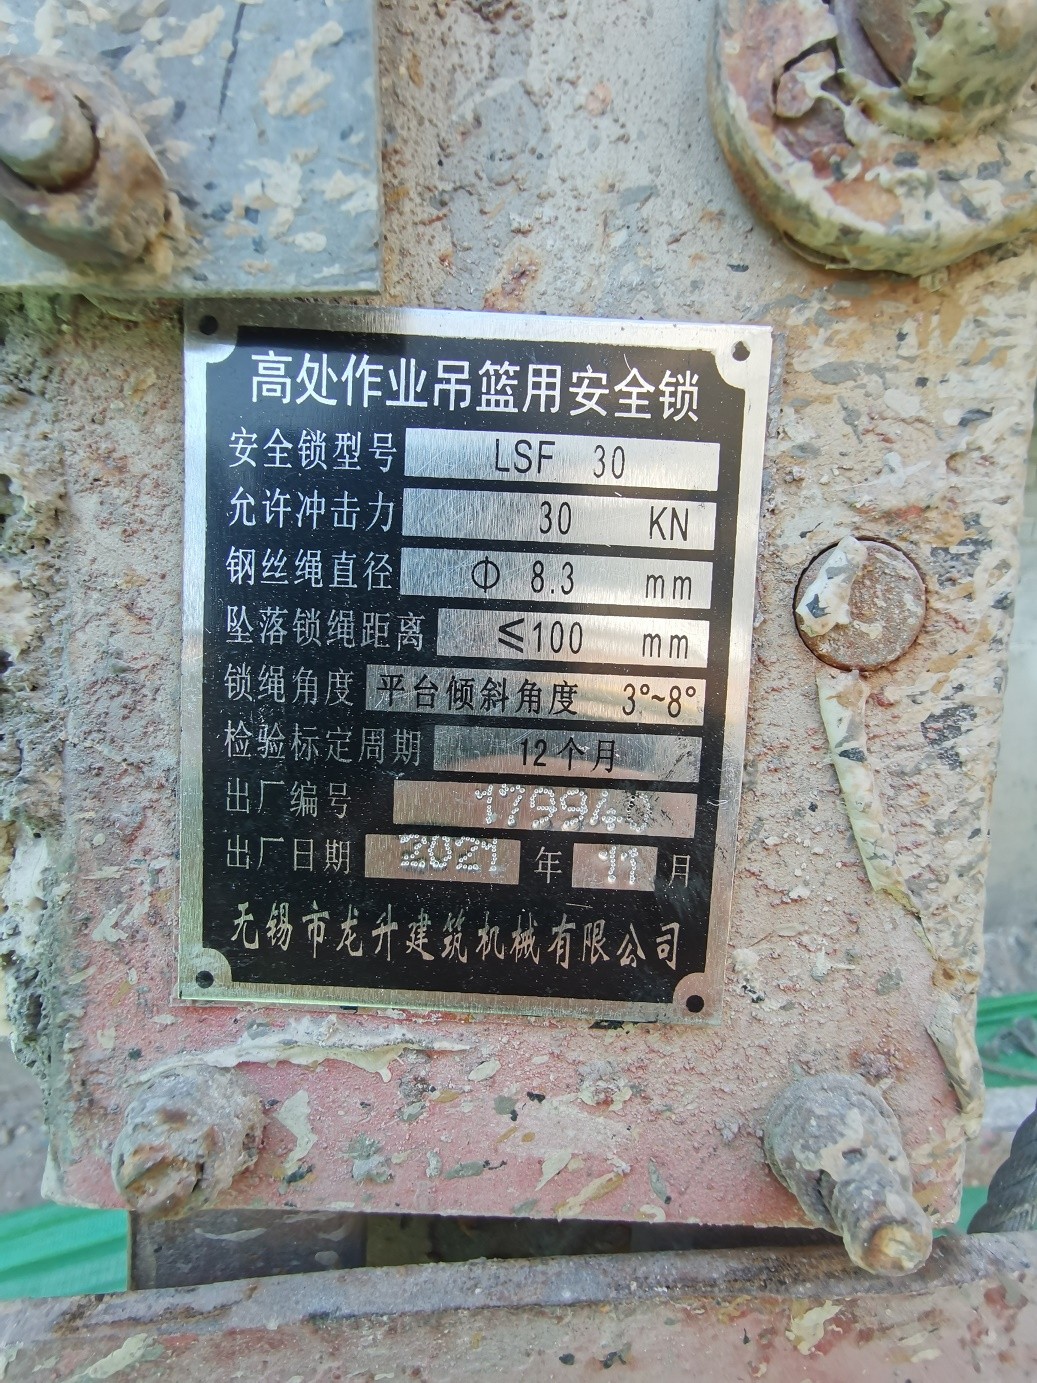 高处作业吊篮用安全锁
安全锁型号 LSF 30
允许冲击力 30 KN
钢丝绳直径 Φ 8.3 mm
坠落锁绳距离 ≤100 mm
锁绳角度 平台倾斜角度 3°~8°
检验标定周期 12个月
出厂编号
出厂日期 2021 年 11 月
无锡市龙升建筑机械有限公司